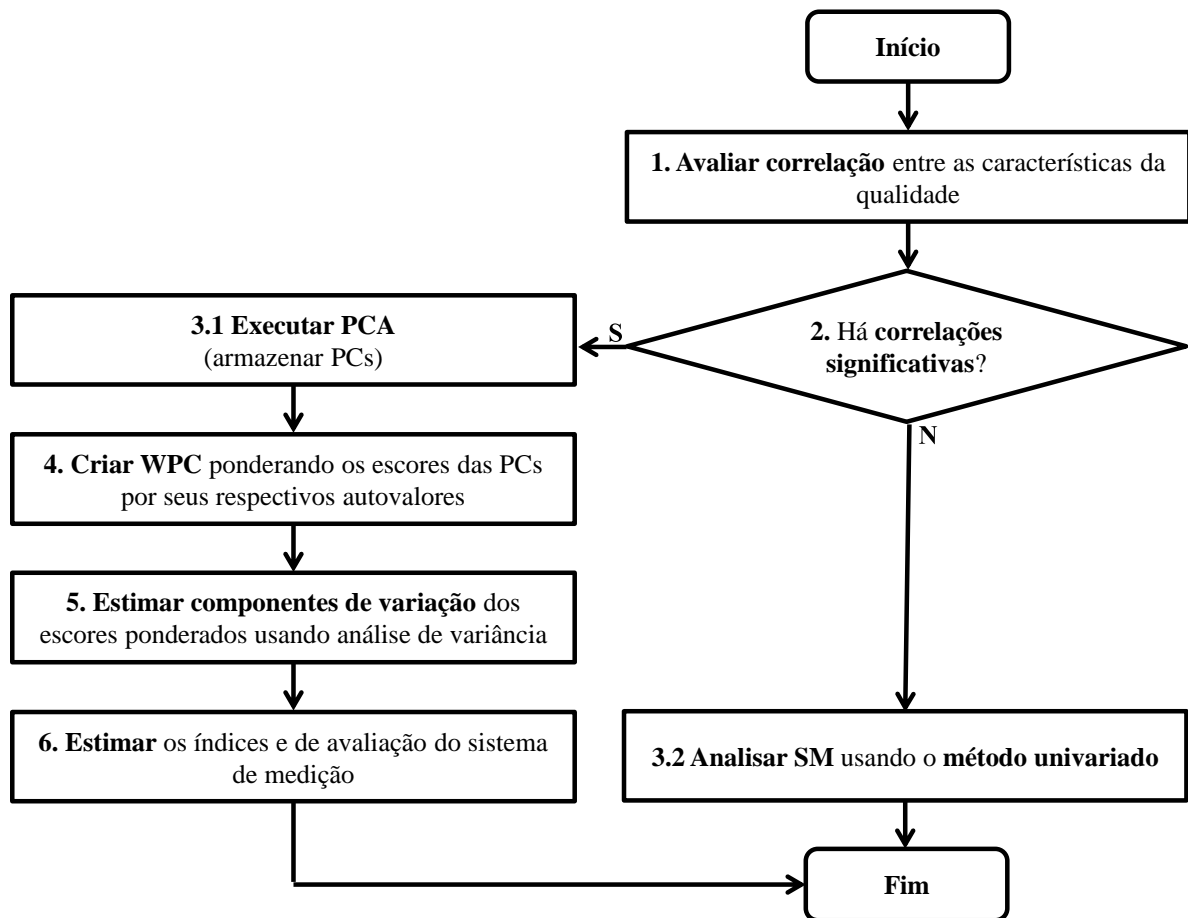 Início
1. Avaliar correlação entre as características da
qualidade
2. Há correlações
significativas?
S
3.1 Executar PCA
(armazenar PCs)
4. Criar WPC ponderando os escores das PCs
por seus respectivos autovalores
5. Estimar componentes de variação dos
escores ponderados usando análise de variância
6. Estimar os índices e de avaliação do sistema
de medição
N
3.2 Analisar SM usando o método univariado
Fim